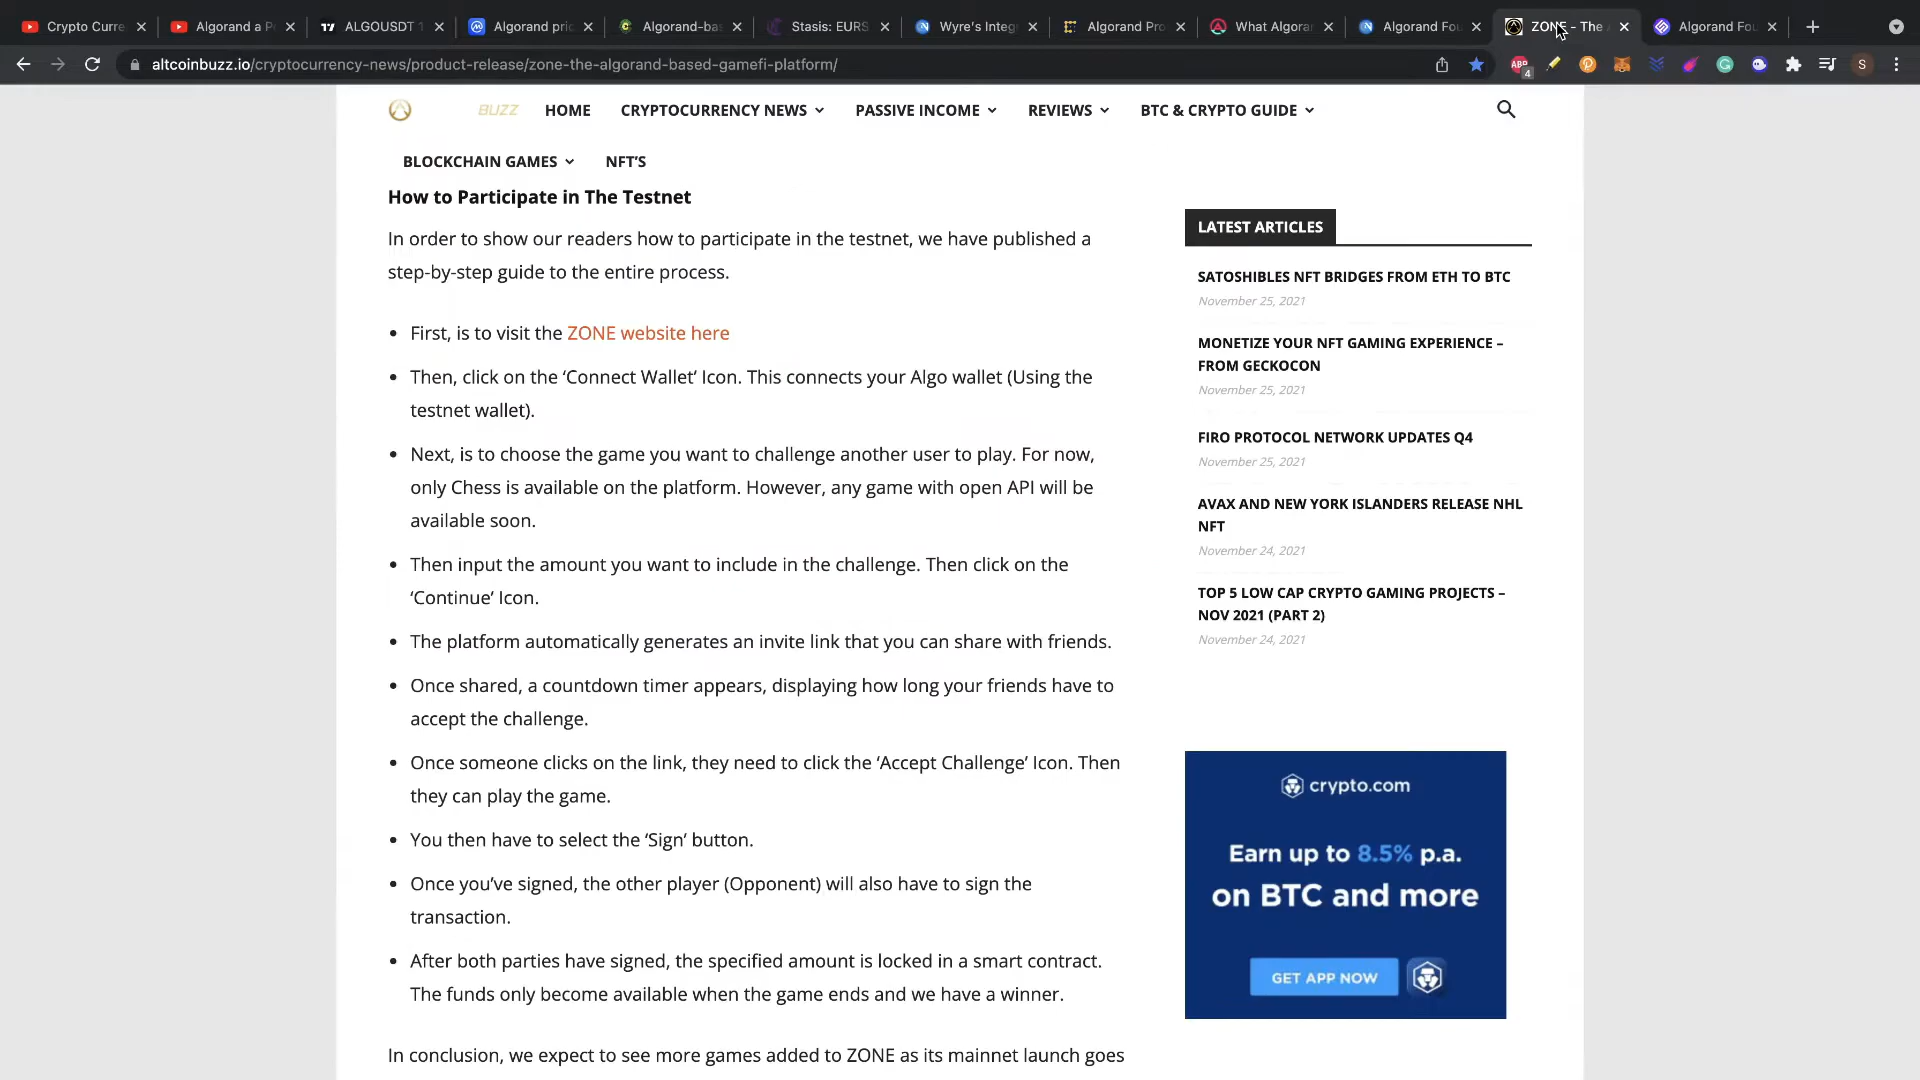 Crypto Curre
Algorand a P
ALGOUSDT 1
Algorand pric
Algorand-bas
Stasis: EURS
Wyre's Integ
Algorand Pro
What Algoran
Algorand Fou
ZONE - The A
Algorand Fou
altcoinbuzz.io/cryptocurrency-news/product-release/zone-the-algorand-based-gamefi-platform/
ABP
4
S
BUZZ
HOME
CRYPTOCURRENCY NEWS
PASSIVE INCOME
REVIEWS
BTC & CRYPTO GUIDE
BLOCKCHAIN GAMES
NFT'S
How to Participate in The Testnet
In order to show our readers how to participate in the testnet, we have published a
step-by-step guide to the entire process.
• First, is to visit the ZONE website here
• Then, click on the ‘Connect Wallet’ Icon. This connects your Algo wallet (Using the
testnet wallet).
• Next, is to choose the game you want to challenge another user to play. For now,
only Chess is available on the platform. However, any game with open API will be
available soon.
• Then input the amount you want to include in the challenge. Then click on the
‘Continue’ Icon.
• The platform automatically generates an invite link that you can share with friends.
• Once shared, a countdown timer appears, displaying how long your friends have to
accept the challenge.
• Once someone clicks on the link, they need to click the ‘Accept Challenge’ Icon. Then
they can play the game.
• You then have to select the ‘Sign’ button.
• Once you’ve signed, the other player (Opponent) will also have to sign the
transaction.
• After both parties have signed, the specified amount is locked in a smart contract.
The funds only become available when the game ends and we have a winner.
In conclusion, we expect to see more games added to ZONE as its mainnet launch goes
LATEST ARTICLES
SATOSHIBLES NFT BRIDGES FROM ETH TO BTC
November 25, 2021
MONETIZE YOUR NFT GAMING EXPERIENCE –
FROM GECKOCON
November 25, 2021
FIRO PROTOCOL NETWORK UPDATES Q4
November 25, 2021
AVAX AND NEW YORK ISLANDERS RELEASE NHL
NFT
November 24, 2021
TOP 5 LOW CAP CRYPTO GAMING PROJECTS –
NOV 2021 (PART 2)
November 24, 2021
crypto.com
Earn up to 8.5% p.a.
on BTC and more
GET APP NOW